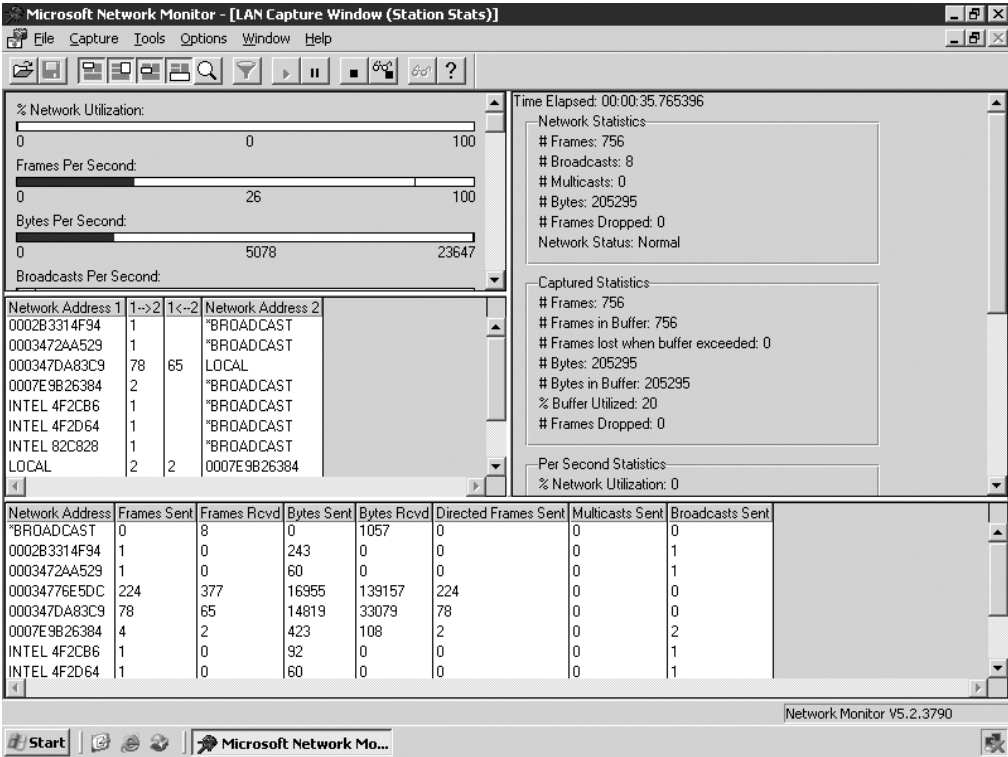 Microsoft Network Monitor - [LAN Capture Window (Station Stats)]
File Capture Tools Options Window Help
?
% Network Utilization:
0 0 100
Frames Per Second:
0 26 100
Bytes Per Second:
0 5078 23647
Broadcasts Per Second:
Time Elapsed: 00:00:35.765396
Network Statistics
# Frames: 756
# Broadcasts: 8
# Multicasts: 0
# Bytes: 205295
# Frames Dropped: 0
Network Status: Normal
Captured Statistics
# Frames: 756
# Frames in Buffer: 756
# Frames lost when buffer exceeded: 0
# Bytes: 205295
# Bytes in Buffer: 205295
% Buffer Utilized: 20
# Frames Dropped: 0
Per Second Statistics
% Network Utilization: 0
Network Address 1 1-->2 1<--2 Network Address 2
0002B3314F94 1 *BROADCAST
0003472AA529 1 *BROADCAST
000347DA83C9 78 65 LOCAL
0007E9B26384 2 *BROADCAST
INTEL 4F2CB6 1 *BROADCAST
INTEL 4F2D64 1 *BROADCAST
INTEL 82C828 1 *BROADCAST
LOCAL 2 2 0007E9B26384
Network Address Frames Sent Frames Rcvd Bytes Sent Bytes Rcvd Directed Frames Sent Multicasts Sent Broadcasts Sent
*BROADCAST 0 8 0 1057 0 0 0
0002B3314F94 1 0 243 0 0 0 1
0003472AA529 1 0 60 0 0 0 1
00034776E5DC 224 377 16955 139157 224 0 0
000347DA83C9 78 65 14819 33079 78 0 0
0007E9B26384 4 2 423 108 2 0 2
INTEL 4F2CB6 1 0 92 0 0 0 1
INTEL 4F2D64 1 0 60 0 0 0 1
Network Monitor V5.2.3790
Start Microsoft Network Mo...